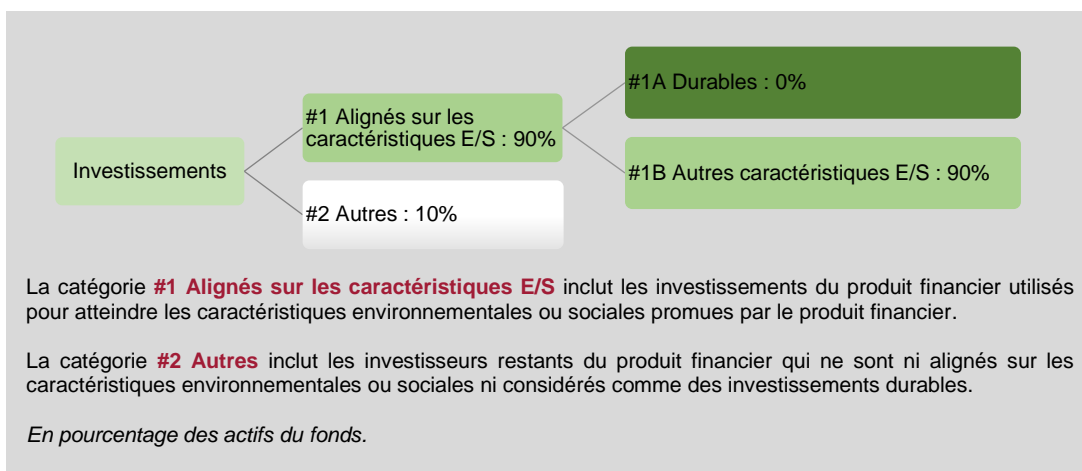 #1A Durables : 0%
#1 Alignés sur les
caractéristiques E/S : 90%
Investissements
#1B Autres caractéristiques E/S : 90%
#2 Autres : 10%
La catégorie #1 Alignés sur les caractéristiques E/S inclut les investissements du produit financier utilisés
pour atteindre les caractéristiques environnementales ou sociales promues par le produit financier.
La catégorie #2 Autres inclut les investisseurs restants du produit financier qui ne sont ni alignés sur les
caractéristiques environnementales ou sociales ni considérés comme des investissements durables.
En pourcentage des actifs du fonds.